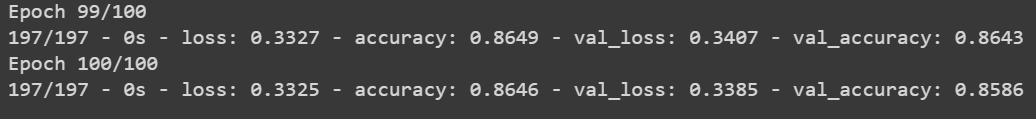 Epoch 99/100
197/197 - 0s - loss: 0.3327 - accuracy: 0.8649 - val_loss: 0.3407 - val_accuracy: 0.8643
Epoch 100/100
197/197 - 0s - loss: 0.3325 - accuracy: 0.8646 - val_loss: 0.3385 - val_accuracy: 0.8586